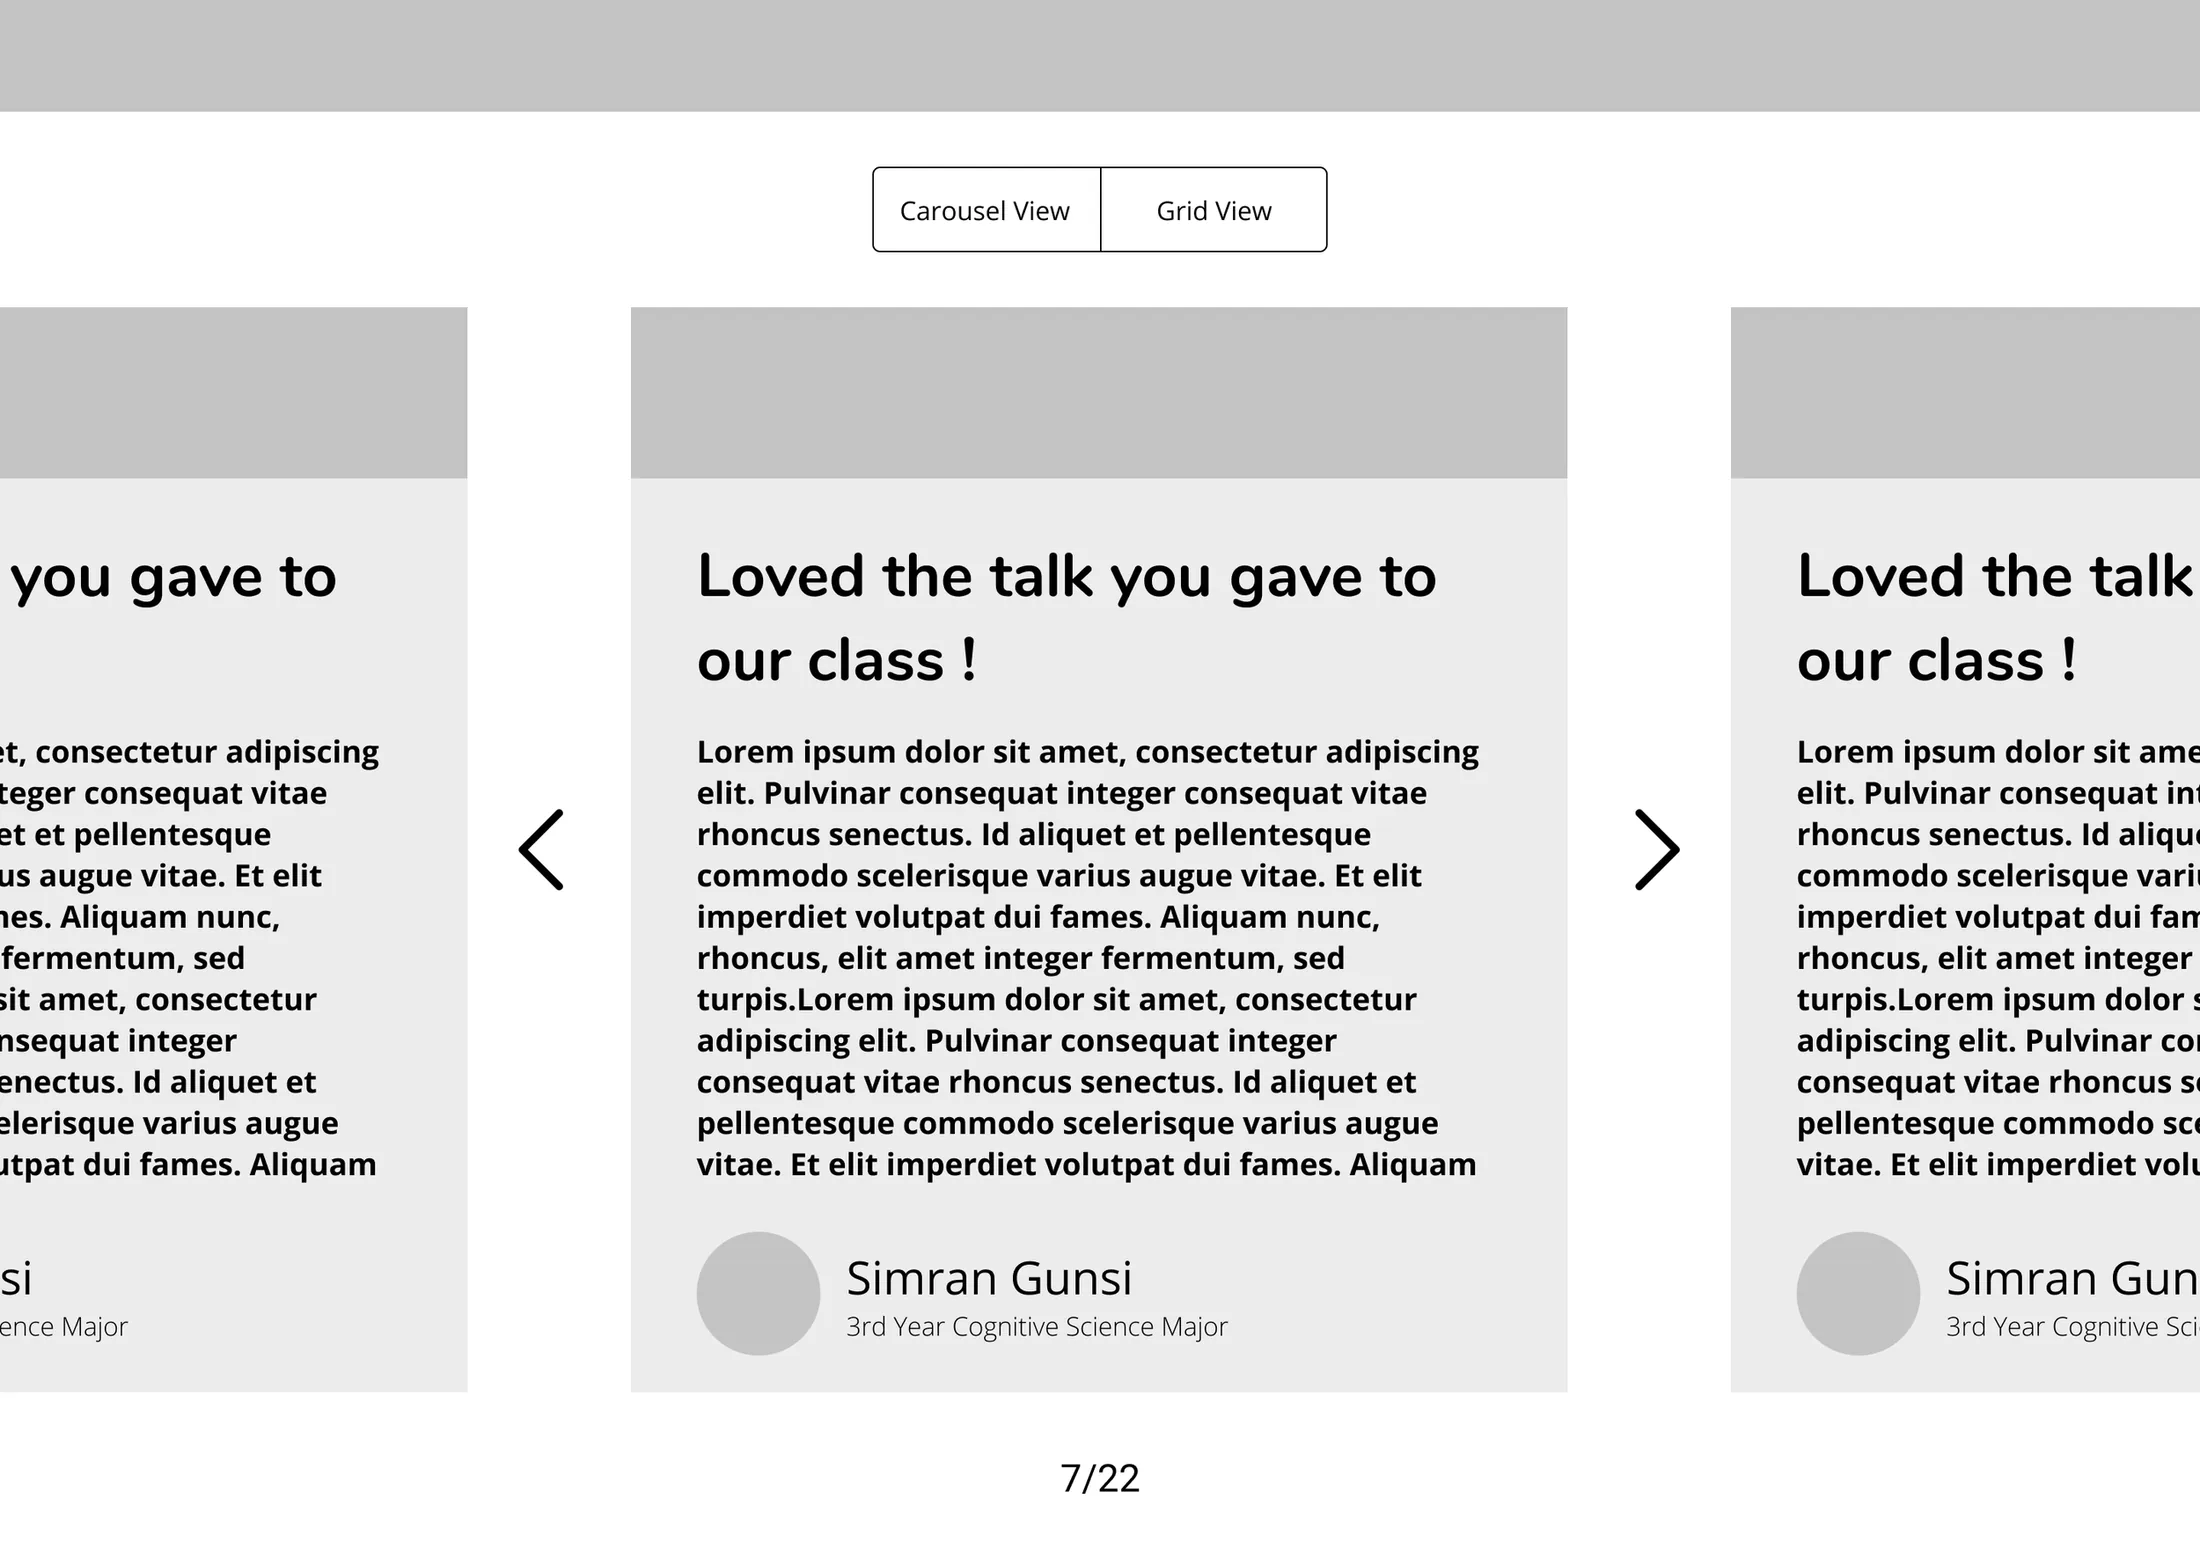 Carousel View
Grid View
you gave to
et, consectetur adipiscing
teger consequat vitae
et et pellentesque
us augue vitae. Et elit
nes. Aliquam nunc,
fermentum, sed
sit amet, consectetur
nsequat integer
enectus. Id aliquet et
elerisque varius augue
utpat dui fames. Aliquam
si
ence Major
Loved the talk you gave to
our class !
Lorem ipsum dolor sit amet, consectetur adipiscing
elit. Pulvinar consequat integer consequat vitae
rhoncus senectus. Id aliquet et pellentesque
commodo scelerisque varius augue vitae. Et elit
imperdiet volutpat dui fames. Aliquam nunc,
rhoncus, elit amet integer fermentum, sed
turpis.Lorem ipsum dolor sit amet, consectetur
adipiscing elit. Pulvinar consequat integer
consequat vitae rhoncus senectus. Id aliquet et
pellentesque commodo scelerisque varius augue
vitae. Et elit imperdiet volutpat dui fames. Aliquam
Simran Gunsi
3rd Year Cognitive Science Major
Loved the talk
our class !
Lorem ipsum dolor sit ame
elit. Pulvinar consequat int
rhoncus senectus. Id alique
commodo scelerisque variu
imperdiet volutpat dui fam
rhoncus, elit amet integer
turpis.Lorem ipsum dolor s
adipiscing elit. Pulvinar con
consequat vitae rhoncus se
pellentesque commodo sce
vitae. Et elit imperdiet volu
Simran Gun
3rd Year Cognitive Sci
7/22